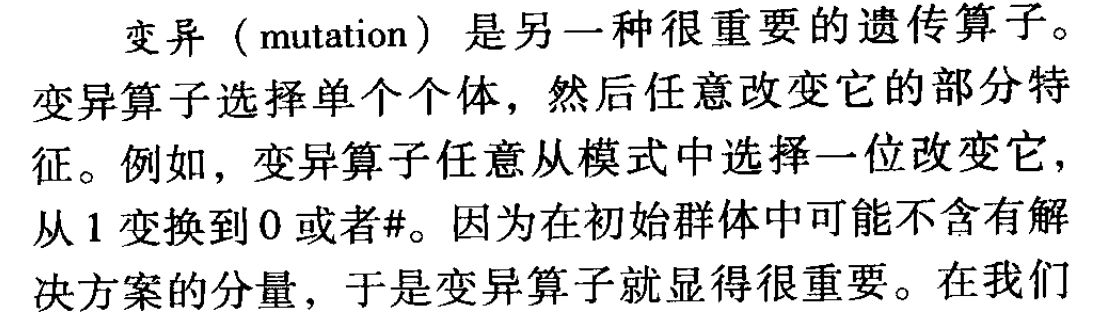 变异（mutation）是另一种很重要的遗传算子。
变异算子选择单个个体，然后任意改变它的部分特
征。例如，变异算子任意从模式中选择一位改变它，
从1变换到0或者#。因为在初始群体中可能不含有解
决方案的分量，于是变异算子就显得很重要。在我们